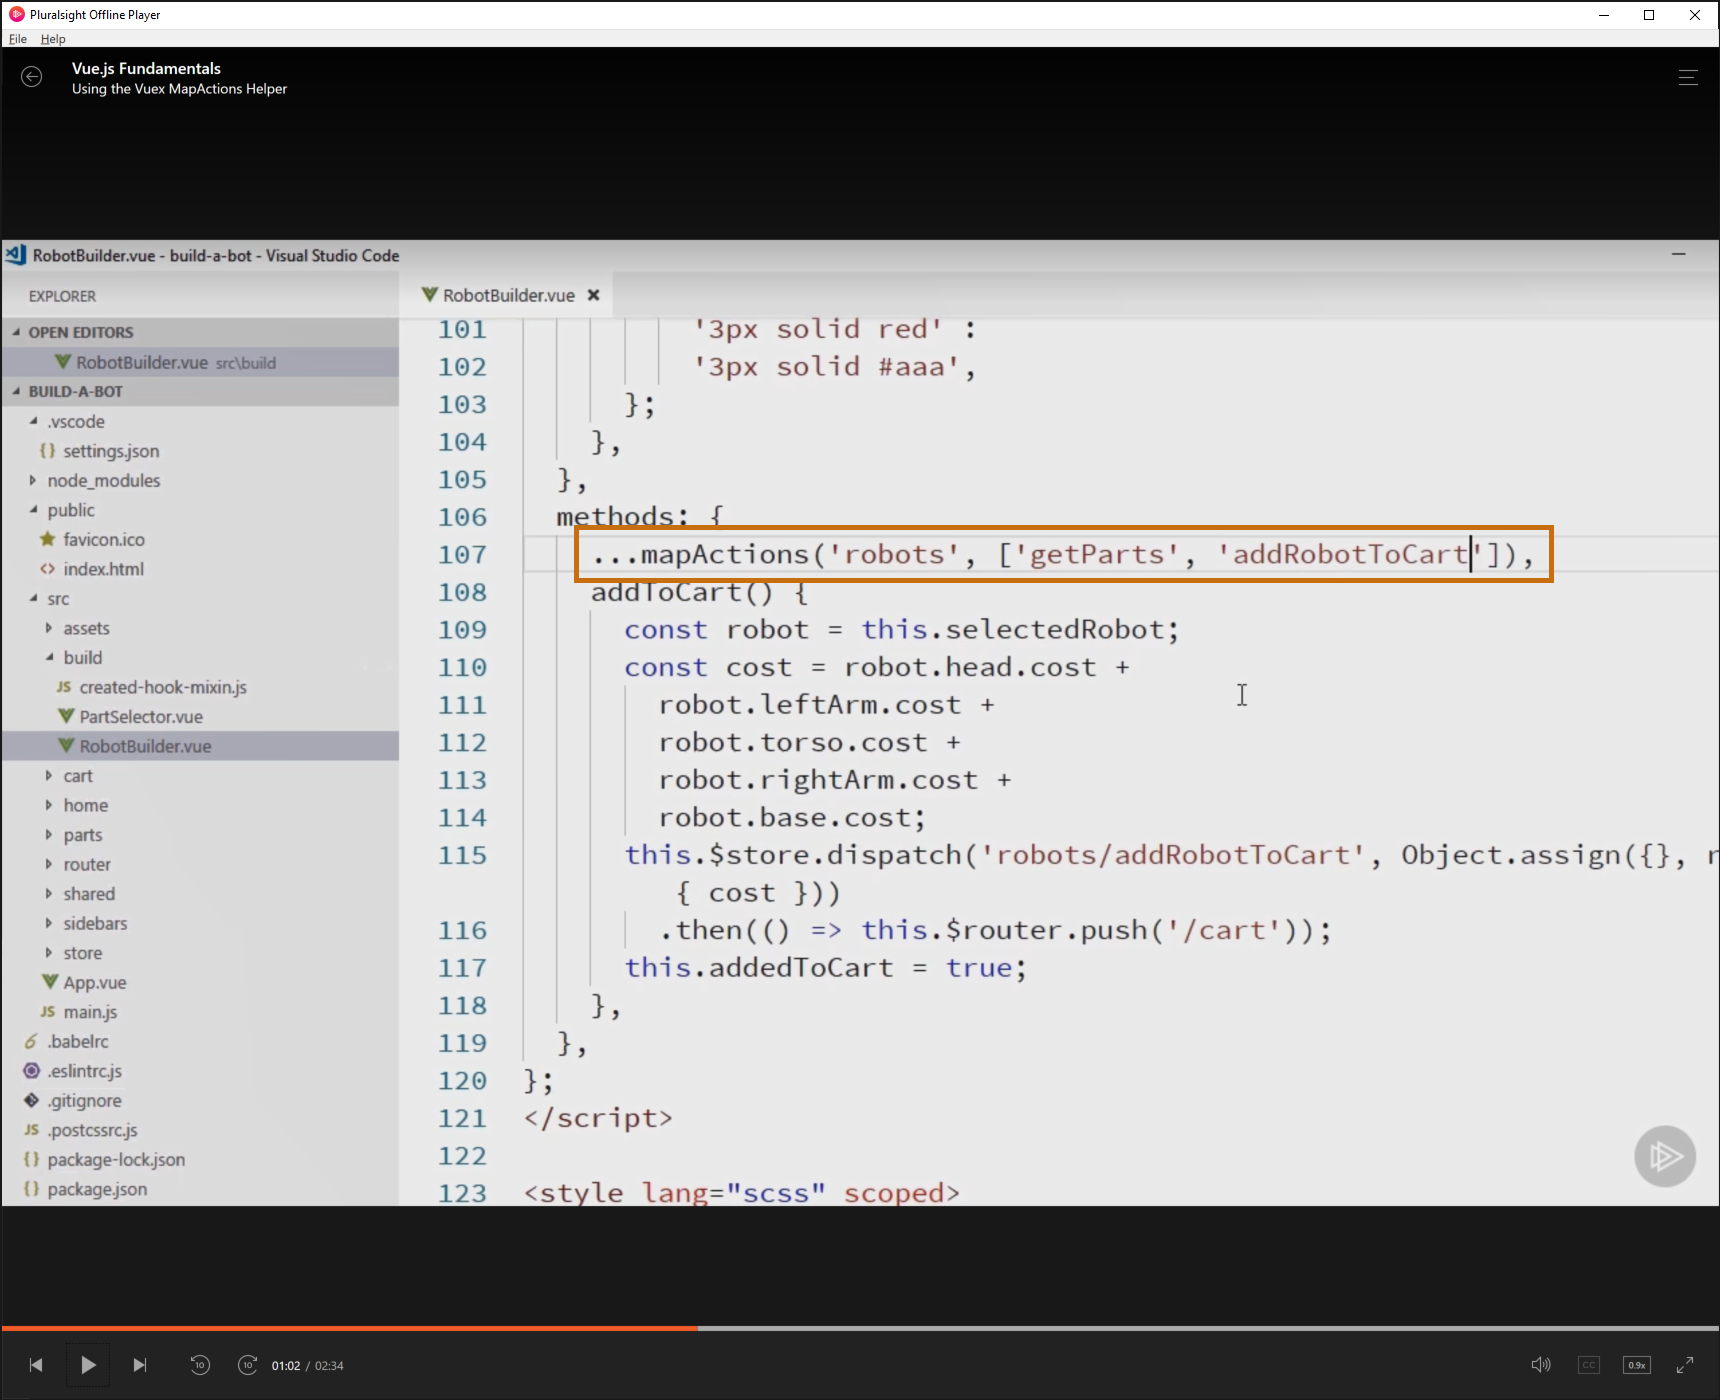 Pluralsight Offline Player
File Help
Vue.js Fundamentals
Using the Vuex MapActions Helper
RobotBuilder.vue - build-a-bot - Visual Studio Code
EXPLORER
OPEN EDITORS
RobotBuilder.vue src\build
BUILD-A-BOT
.vscode
{} settings.json
node_modules
public
favicon.ico
<> index.html
src
assets
build
JS created-hook-mixin.js
PartSelector.vue
RobotBuilder.vue
cart
home
parts
router
shared
sidebars
store
App.vue
JS main.js
6 .babelrc
.eslintrc.js
.gitignore
JS .postcssrc.js
{} package-lock.json
{} package.json
RobotBuilder.vue
101 '3px solid red' :
102 '3px solid #aaa',
103 };
104 },
105 },
106 methods: {
107 ...mapActions('robots', ['getParts', 'addRobotToCart']),
108 addToCart() {
109 const robot = this.selectedRobot;
110 const cost = robot.head.cost +
111 robot.leftArm.cost +
112 robot.torso.cost +
113 robot.rightArm.cost +
114 robot.base.cost;
115 this.$store.dispatch('robots/addRobotToCart', Object.assign({},
{ cost }))
116 .then(() => this.$router.push('/cart'));
117 this.addedToCart = true;
118 },
119 },
120 };
121 </script>
122
123 <style lang="scss" scoped>
10 10 01:02 / 02:34
CC 0.9x